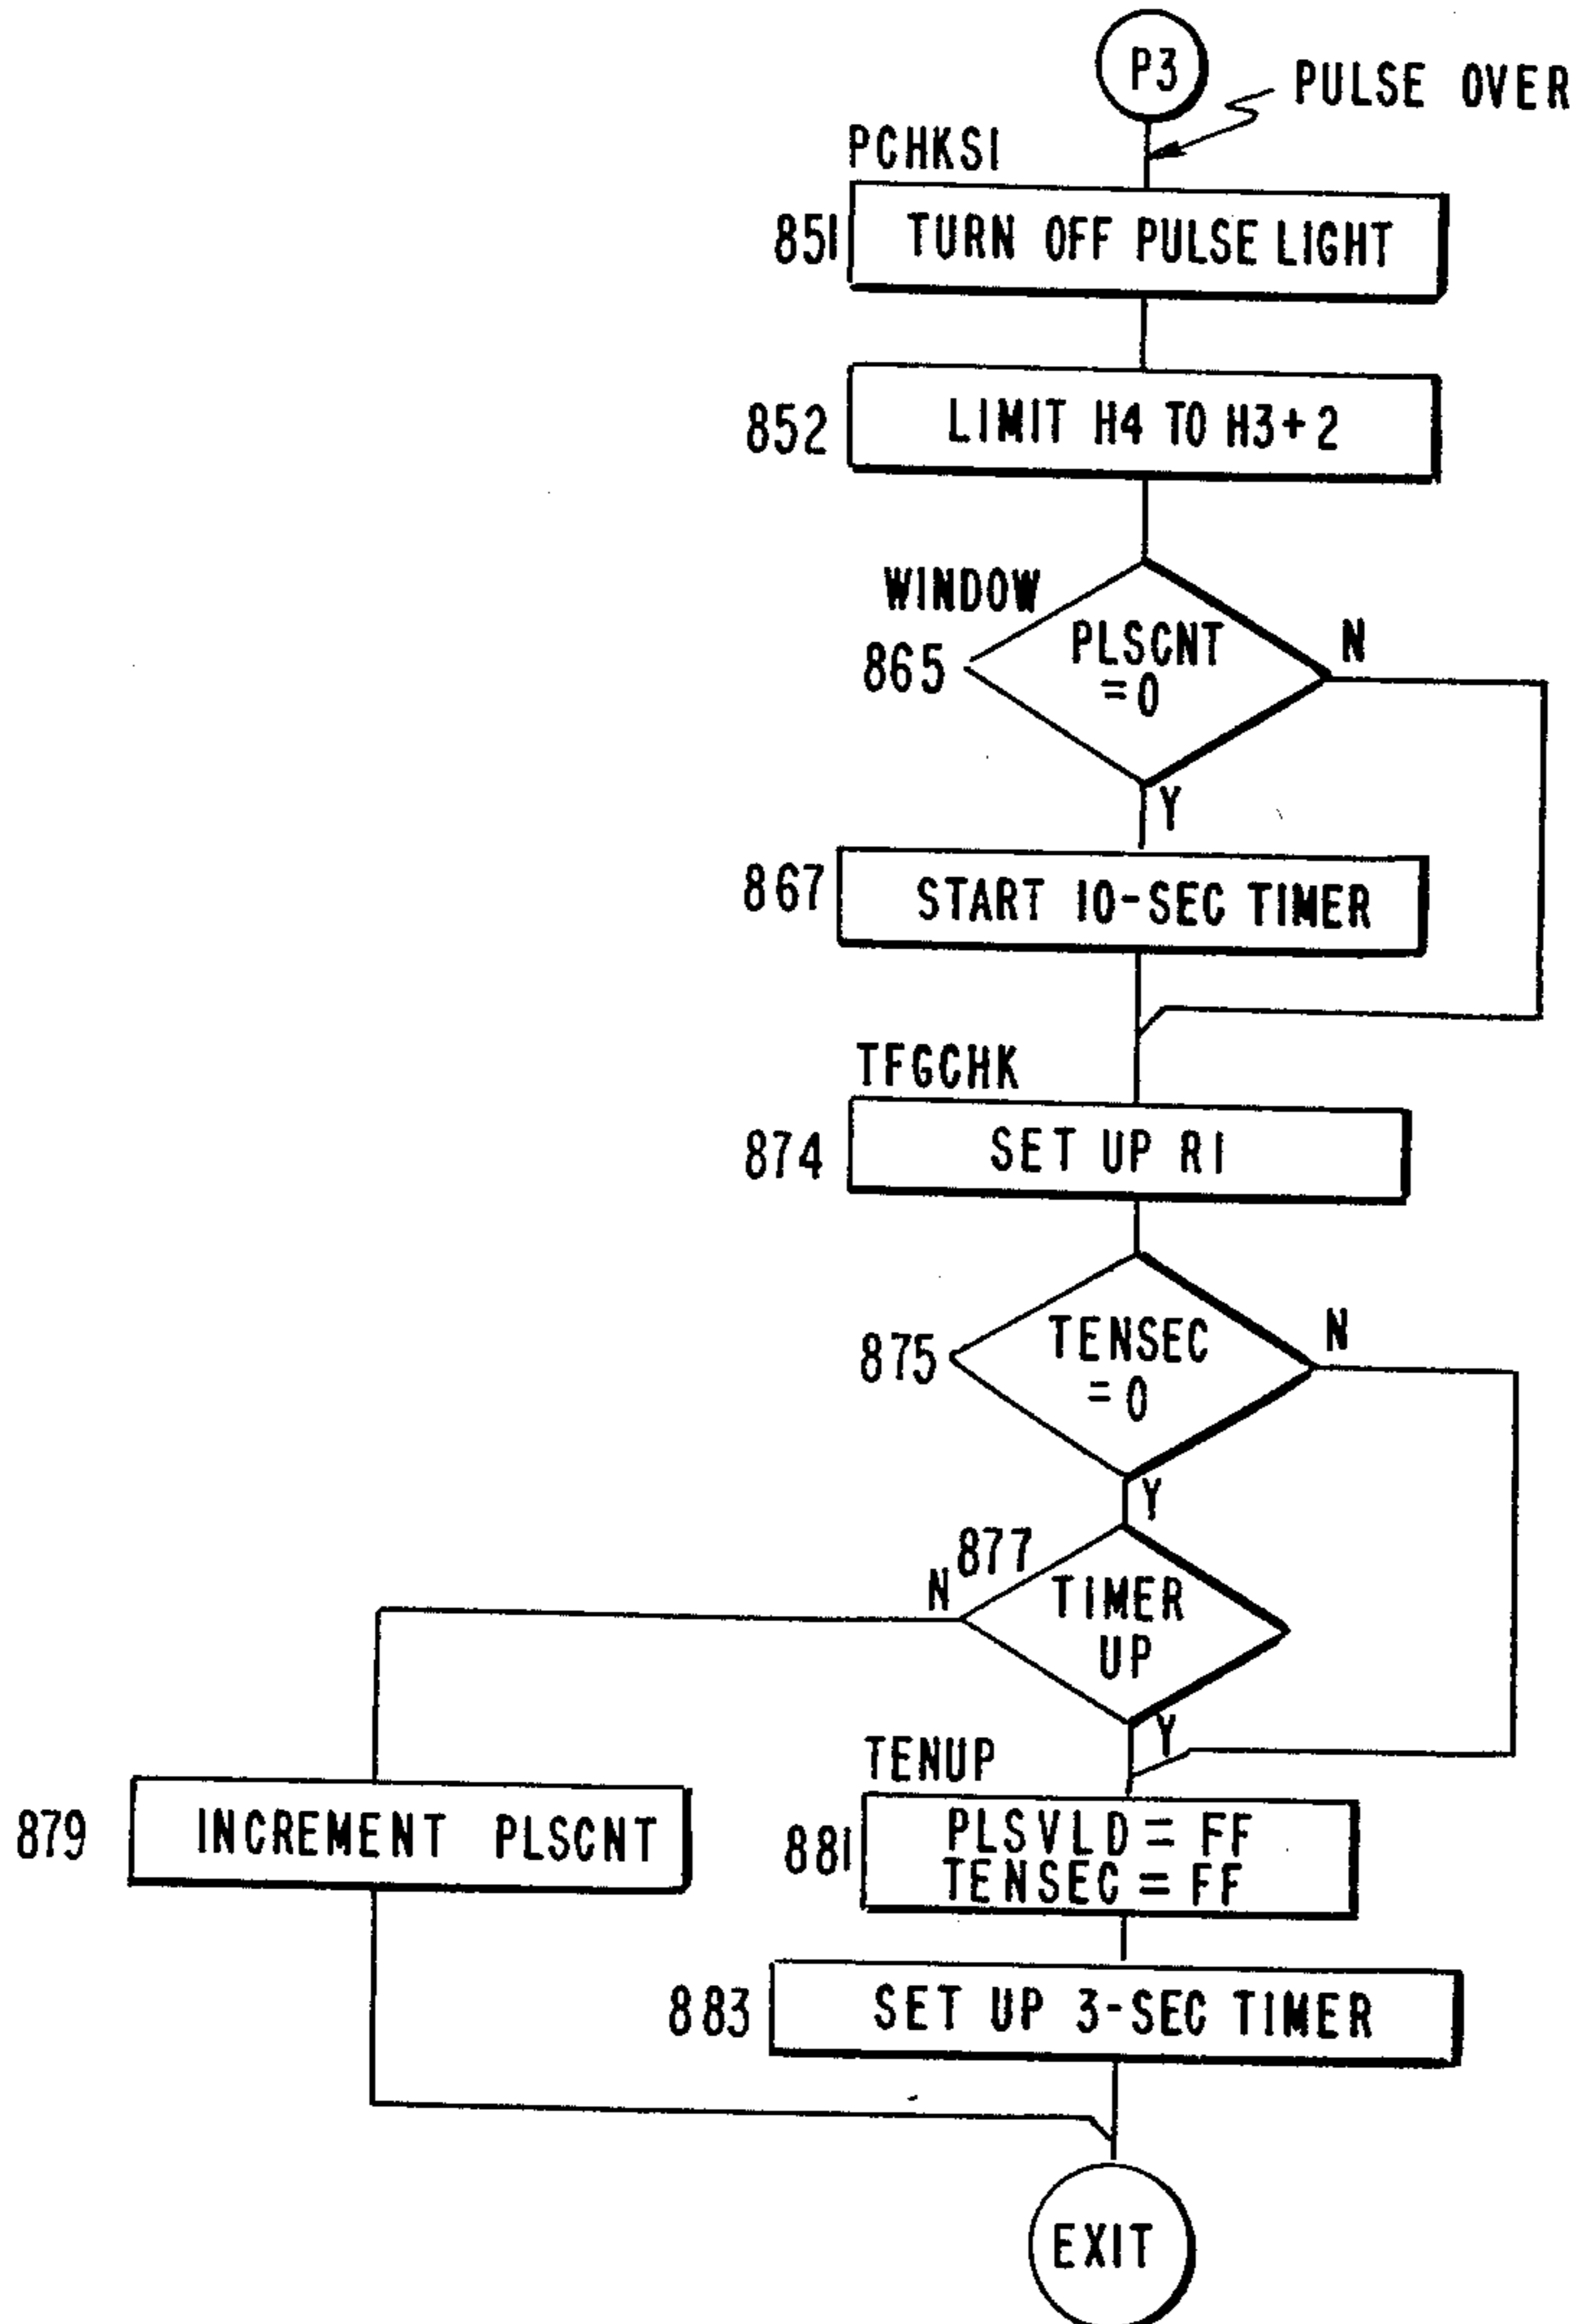 P3
PULSE OVER
PCHKS1
851
TURN OFF PULSE LIGHT
852
LIMIT H4 TO H3+2
WINDOW
865
PLSCNT
=0
N
Y
867
START 10-SEC TIMER
TFGCHK
874
SET UP R1
875
TENSEC
=0
N
Y
877
N
TIMER
UP
Y
TENUP
879
INCREMENT PLSCNT
881
PLSVLD = FF
TENSEC = FF
883
SET UP 3-SEC TIMER
EXIT